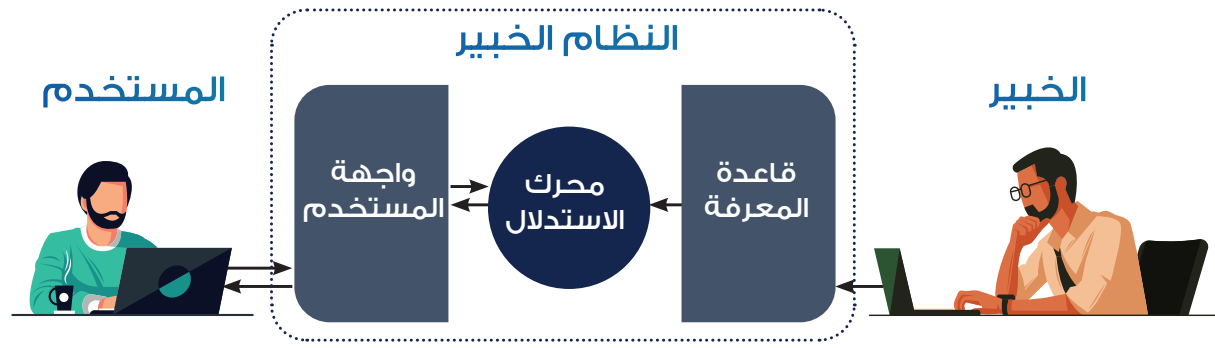 النظام الخبير
الخبير
المستخدم
قاعدة
المعرفة
محرك
الاستدلال
واجهة
المستخدم